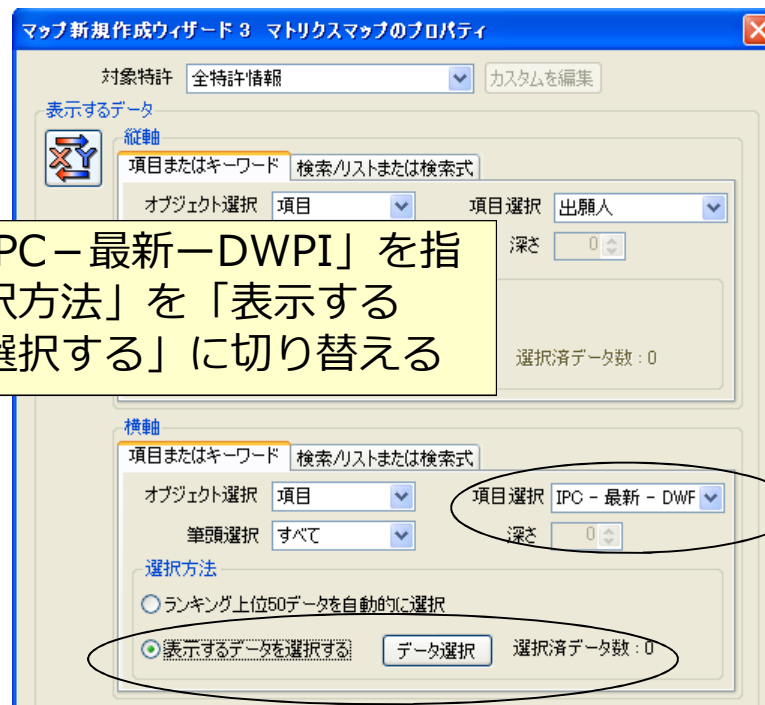 マップ新規作成ウィザード 3 マトリクスマップのプロパティ
対象特許 全特許情報 カスタムを編集
表示するデータ
縦軸
項目またはキーワード 検索/リストまたは検索式
オブジェクト選択 項目 項目選択 出願人
深さ 0
PC－最新ーDWPI」を指
択方法」を「表示する
選択する」に切り替える
選択済データ数：0
横軸
項目またはキーワード 検索/リストまたは検索式
オブジェクト選択 項目 項目選択 IPC - 最新 - DWF
筆頭選択 すべて 深さ 0
選択方法
ランキング上位50データを自動的に選択
表示するデータを選択する データ選択 選択済データ数：0